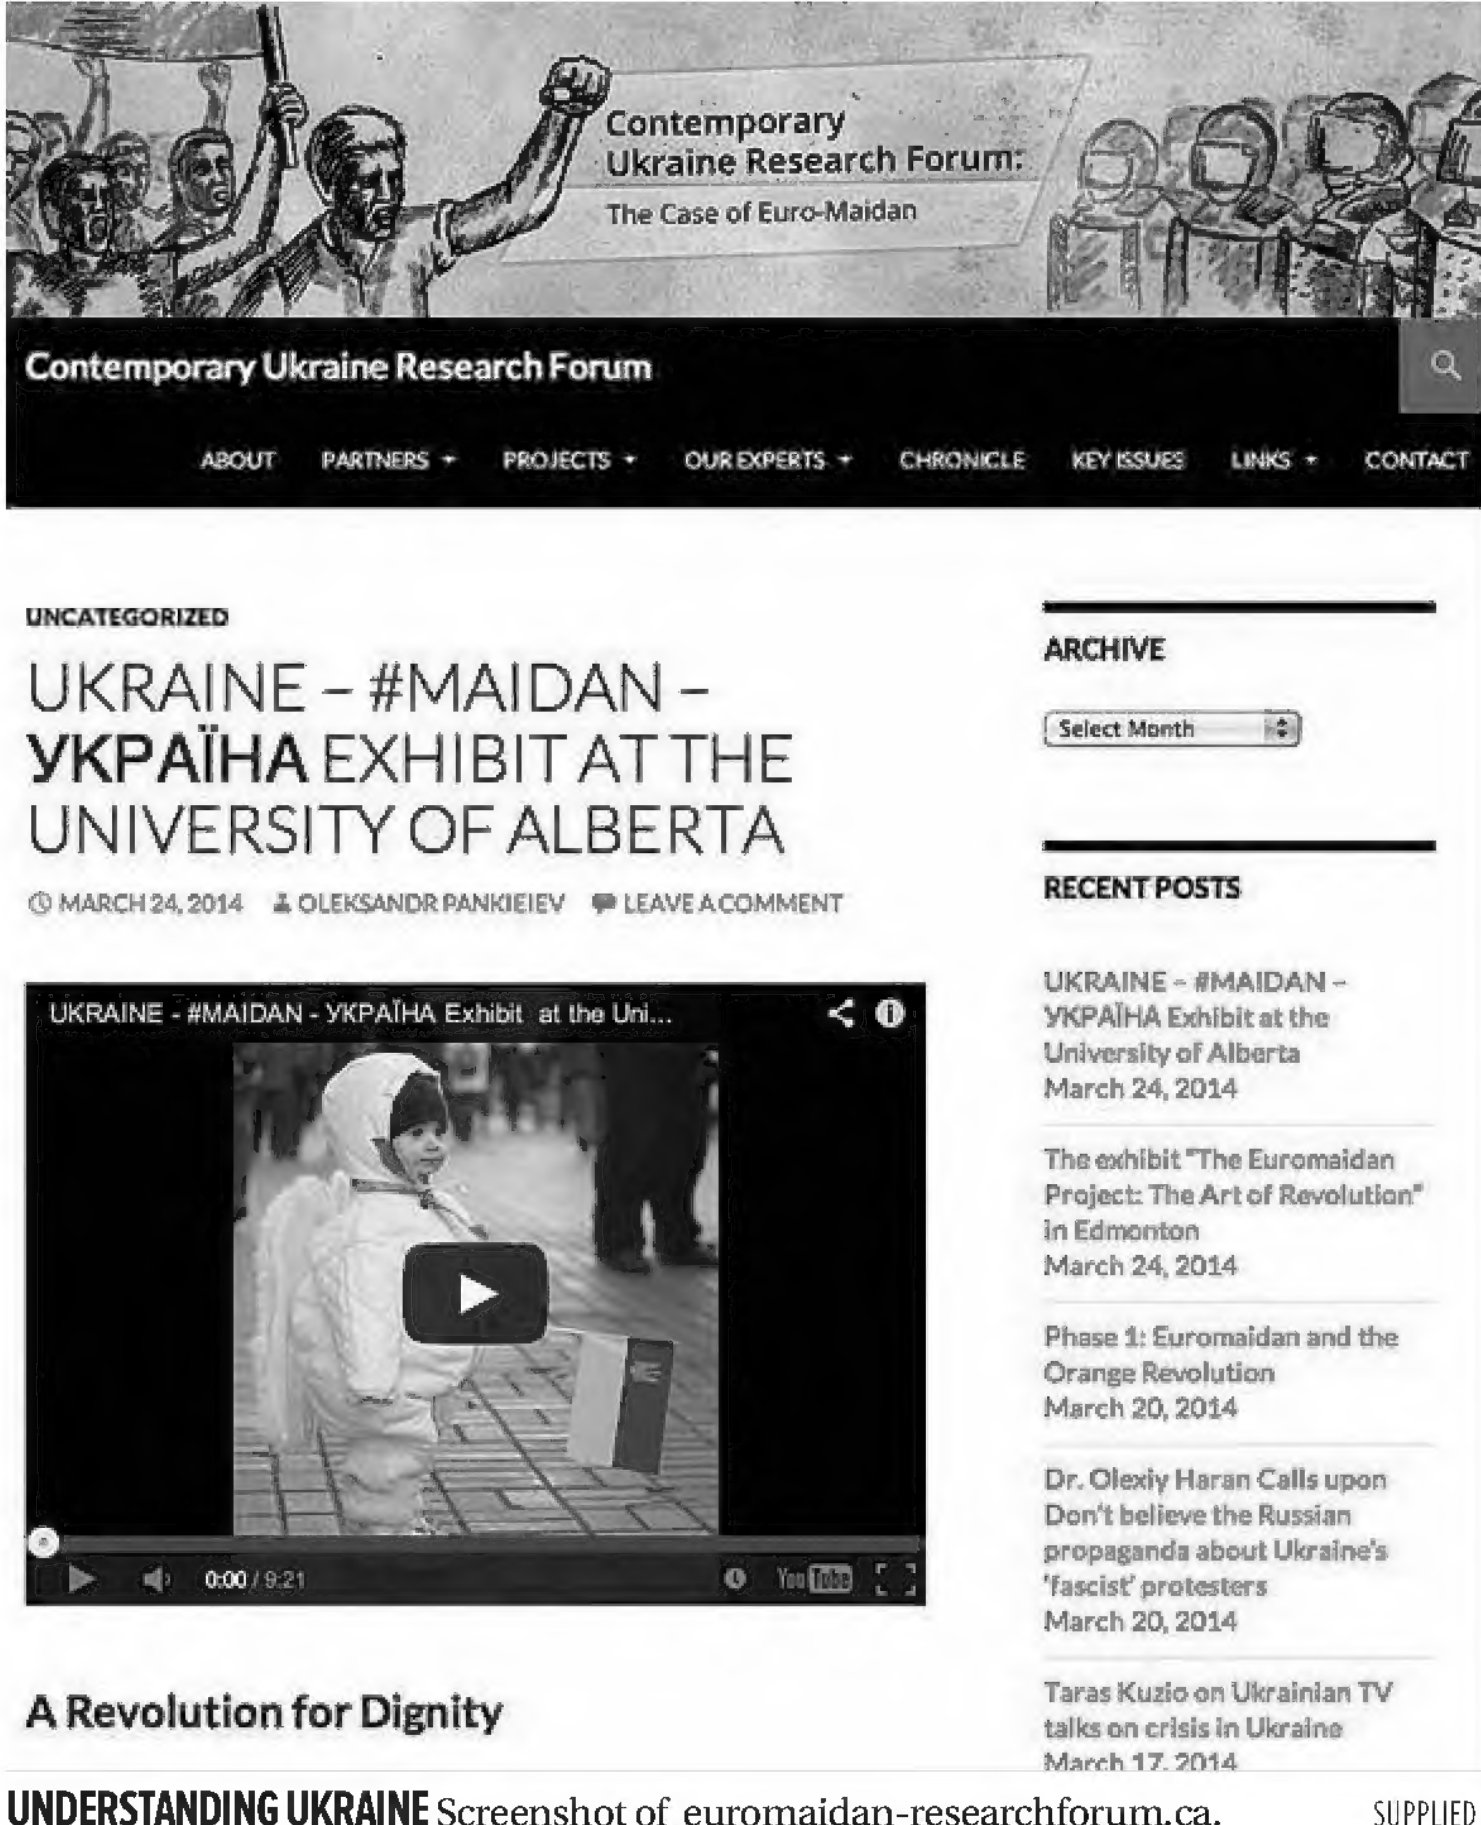 Contemporary
Ukraine Research Forum:
The Case of Euro-Maidan
Contemporary Ukraine Research Forum
ABOUT PARTNERS PROJECTS OUR EXPERTS CHRONICLE KEY ISSUES LINKS CONTACT
UNCATEGORIZED
UKRAINE – #MAIDAN –
УКРАЇНА EXHIBIT AT THE
UNIVERSITY OF ALBERTA
MARCH 24, 2014 OLEKSANDR PANKIEIEV LEAVE A COMMENT
UKRAINE - #MAIDAN - УКРАЇНА Exhibit at the Uni...
0:00 / 9:21 YouTube
A Revolution for Dignity
ARCHIVE
Select Month
RECENT POSTS
UKRAINE – #MAIDAN –
УКРАЇНА Exhibit at the
University of Alberta
March 24, 2014
The exhibit "The Euromaidan
Project: The Art of Revolution"
in Edmonton
March 24, 2014
Phase 1: Euromaidan and the
Orange Revolution
March 20, 2014
Dr. Olexiy Haran Calls upon
Don't believe the Russian
propaganda about Ukraine's
'fascist' protesters
March 20, 2014
Taras Kuzio on Ukrainian TV
talks on crisis in Ukraine
March 17, 2014
UNDERSTANDING UKRAINE Screenshot of euromaidan-researchforum.ca. SUPPLIED